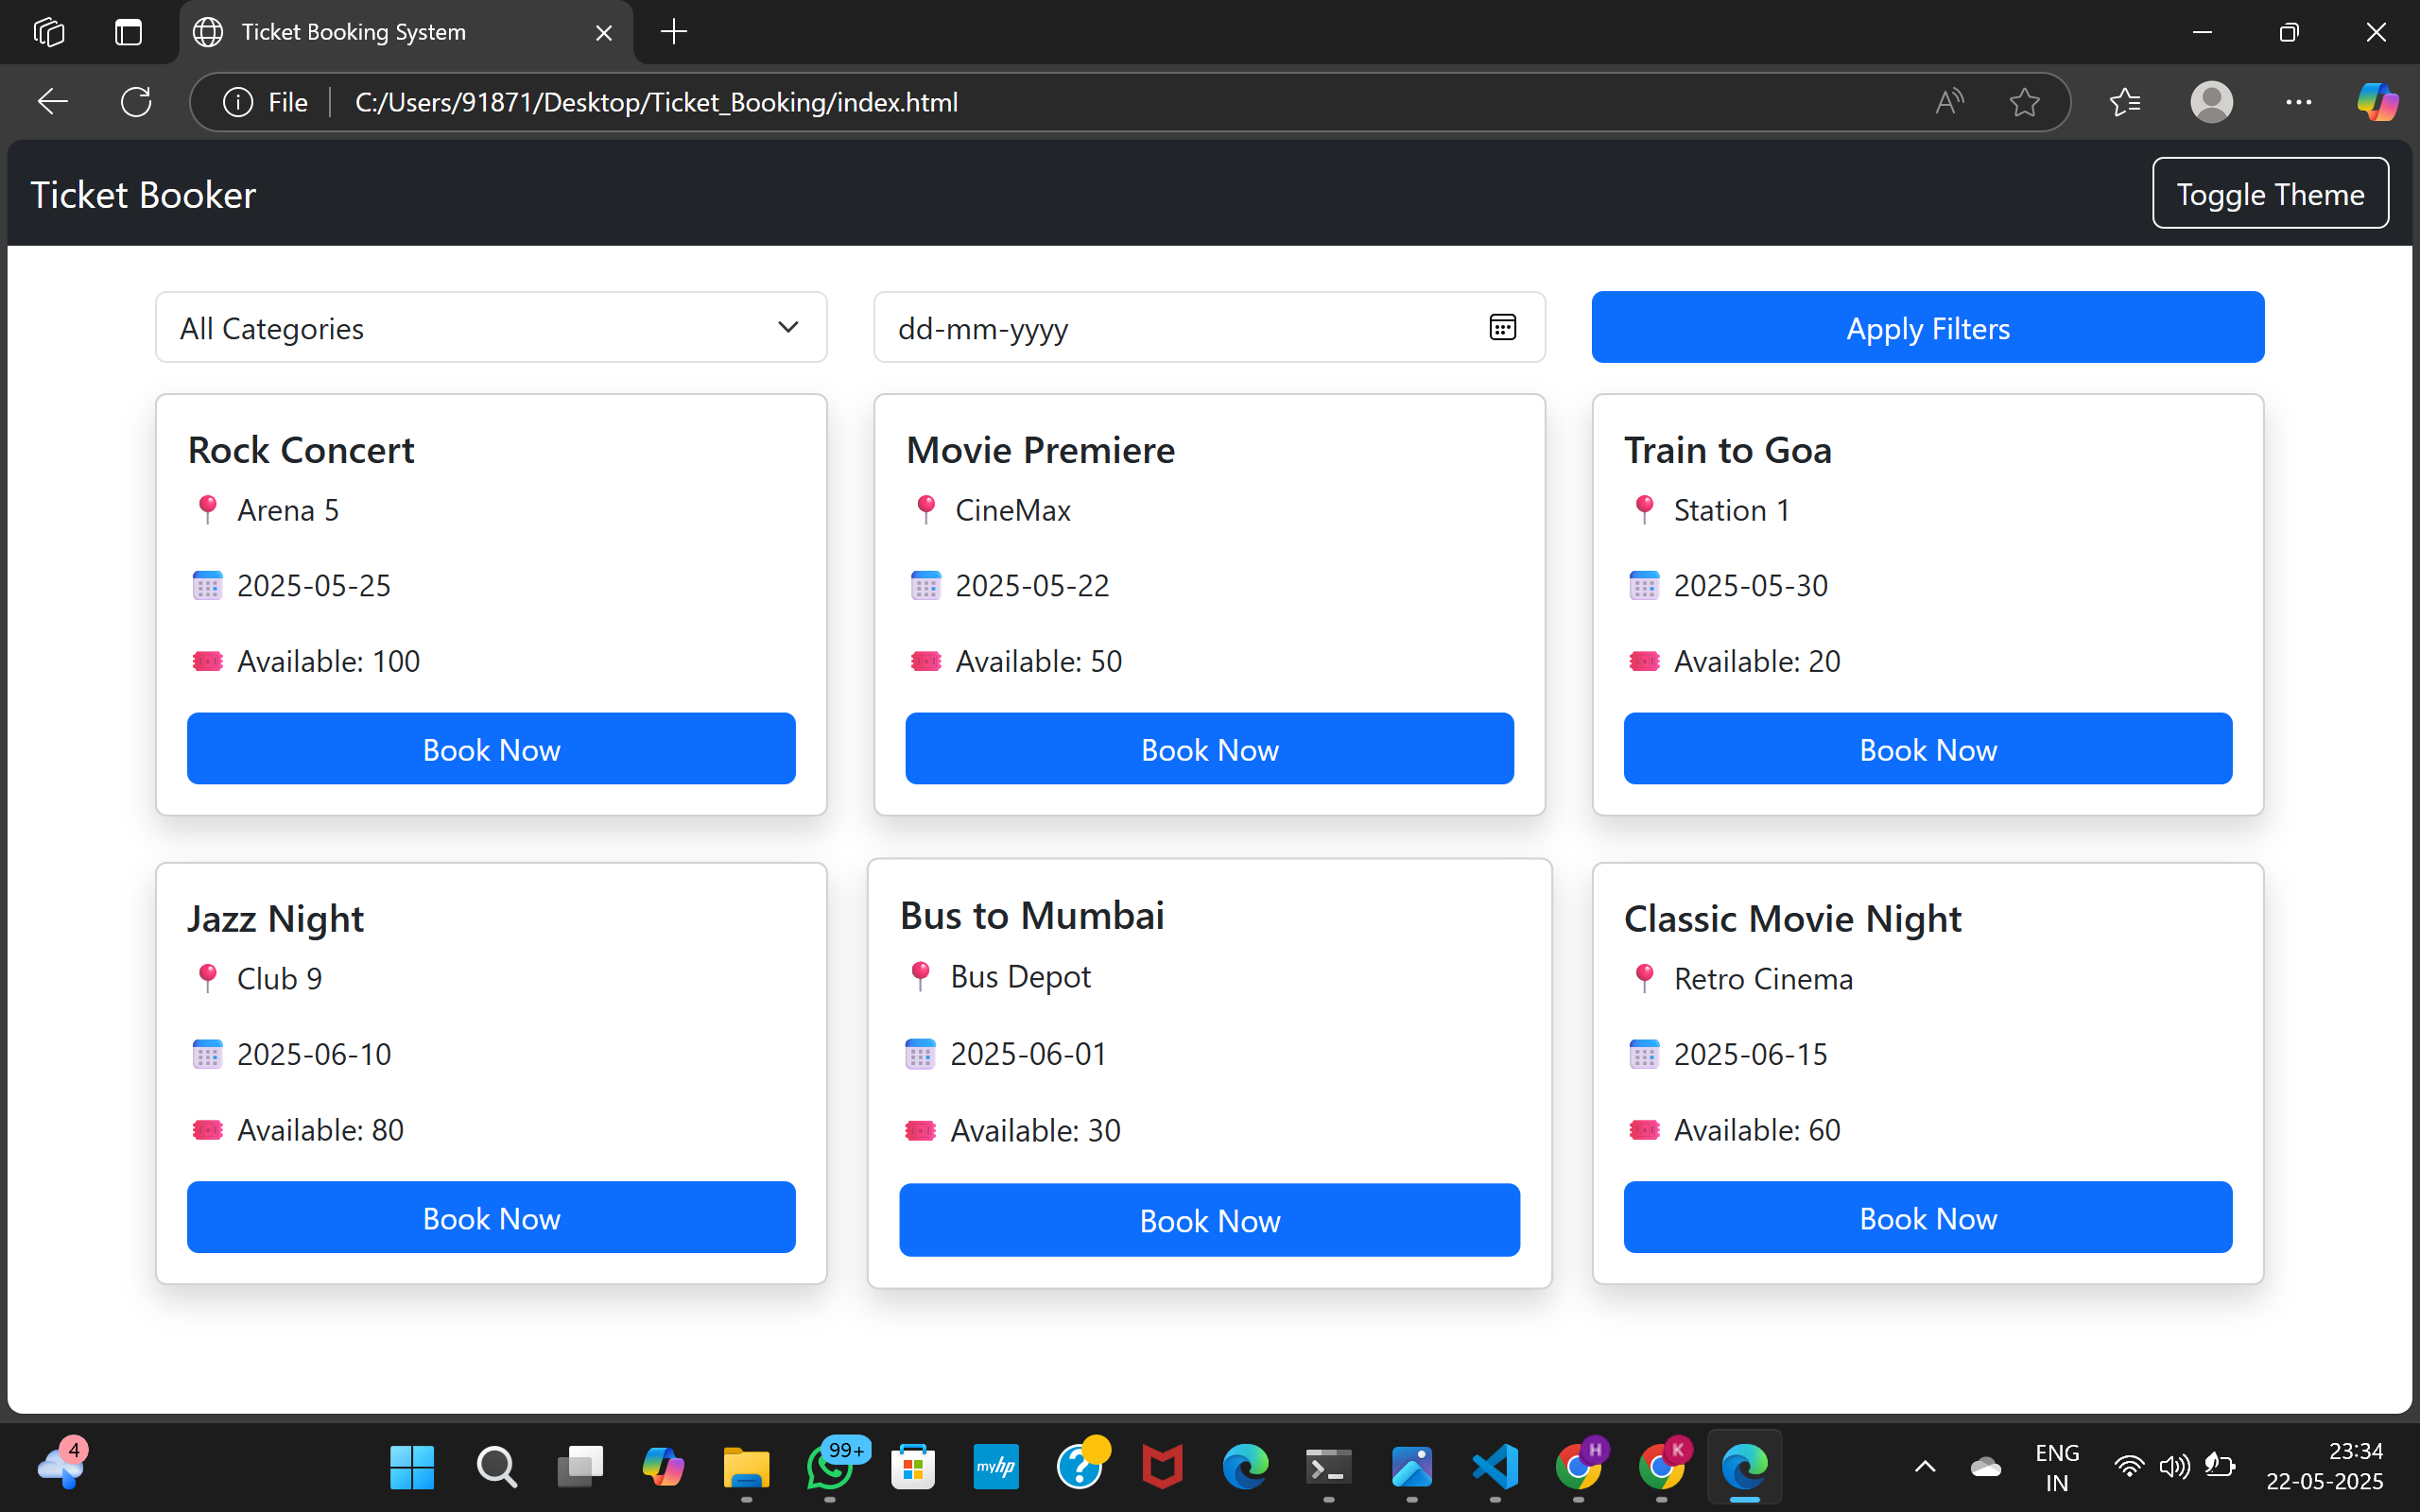 Ticket Booking System
File
C:/Users/91871/Desktop/Ticket_Booking/index.html
Ticket Booker
Toggle Theme
All Categories
dd-mm-yyyy
Apply Filters
Rock Concert
Arena 5
2025-05-25
Available: 100
Book Now
Movie Premiere
CineMax
2025-05-22
Available: 50
Book Now
Train to Goa
Station 1
2025-05-30
Available: 20
Book Now
Jazz Night
Club 9
2025-06-10
Available: 80
Book Now
Bus to Mumbai
Bus Depot
2025-06-01
Available: 30
Book Now
Classic Movie Night
Retro Cinema
2025-06-15
Available: 60
Book Now
4
99+
myhp
H
K
ENG
IN
23:34
22-05-2025